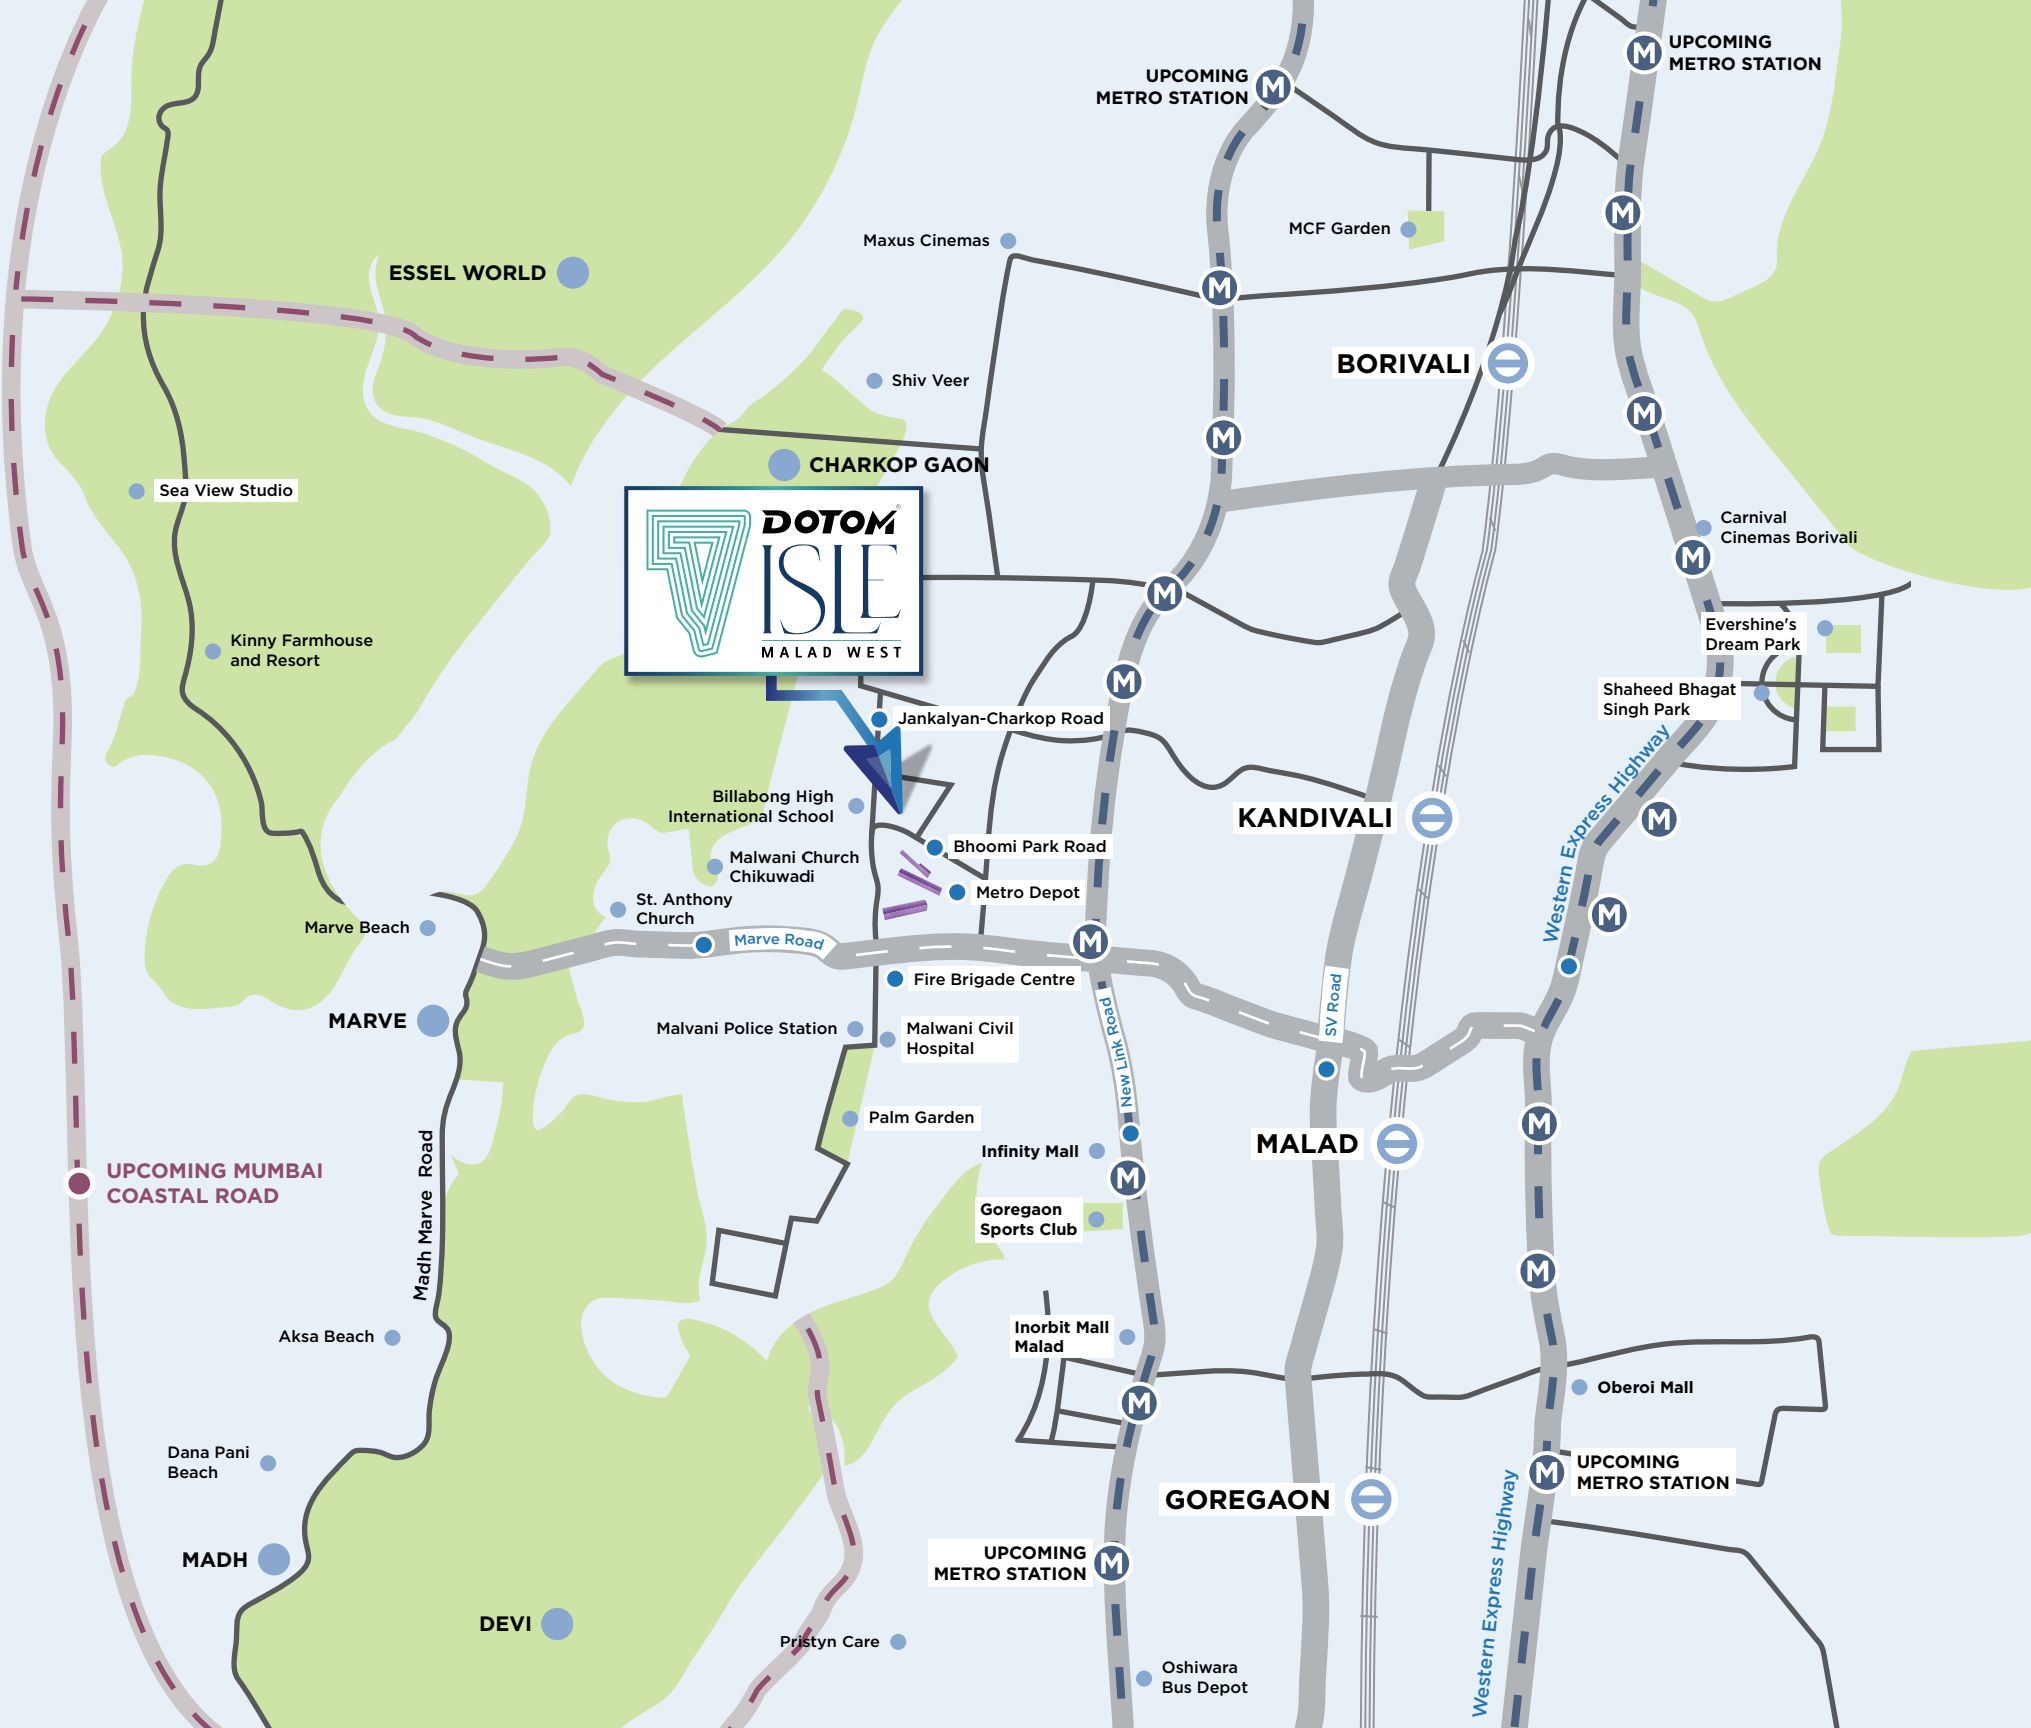 UPCOMING
METRO STATION
M
UPCOMING
METRO STATION
M
M
MCF Garden
Maxus Cinemas
ESSEL WORLD
M
BORIVALI
Shiv Veer
M
M
CHARKOP GAON
Sea View Studio
DOTOM®
ISLE
MALAD WEST
Carnival
Cinemas Borivali
M
M
Evershine's
Dream Park
Kinny Farmhouse
and Resort
M
Shaheed Bhagat
Singh Park
Jankalyan-Charkop Road
Western Express Highway
Billabong High
International School
KANDIVALI
M
Bhoomi Park Road
Malwani Church
Chikuwadi
Metro Depot
St. Anthony
Church
M
Marve Beach
Marve Road
M
Fire Brigade Centre
SV Road
New Link Road
MARVE
Malvani Police Station
Malwani Civil
Hospital
Palm Garden
M
Infinity Mall
MALAD
UPCOMING MUMBAI
COASTAL ROAD
Madh Marve Road
M
Goregaon
Sports Club
M
Aksa Beach
Inorbit Mall
Malad
Oberoi Mall
M
Dana Pani
Beach
M
UPCOMING
METRO STATION
GOREGAON
Western Express Highway
MADH
UPCOMING
METRO STATION
M
DEVI
Pristyn Care
Oshiwara
Bus Depot